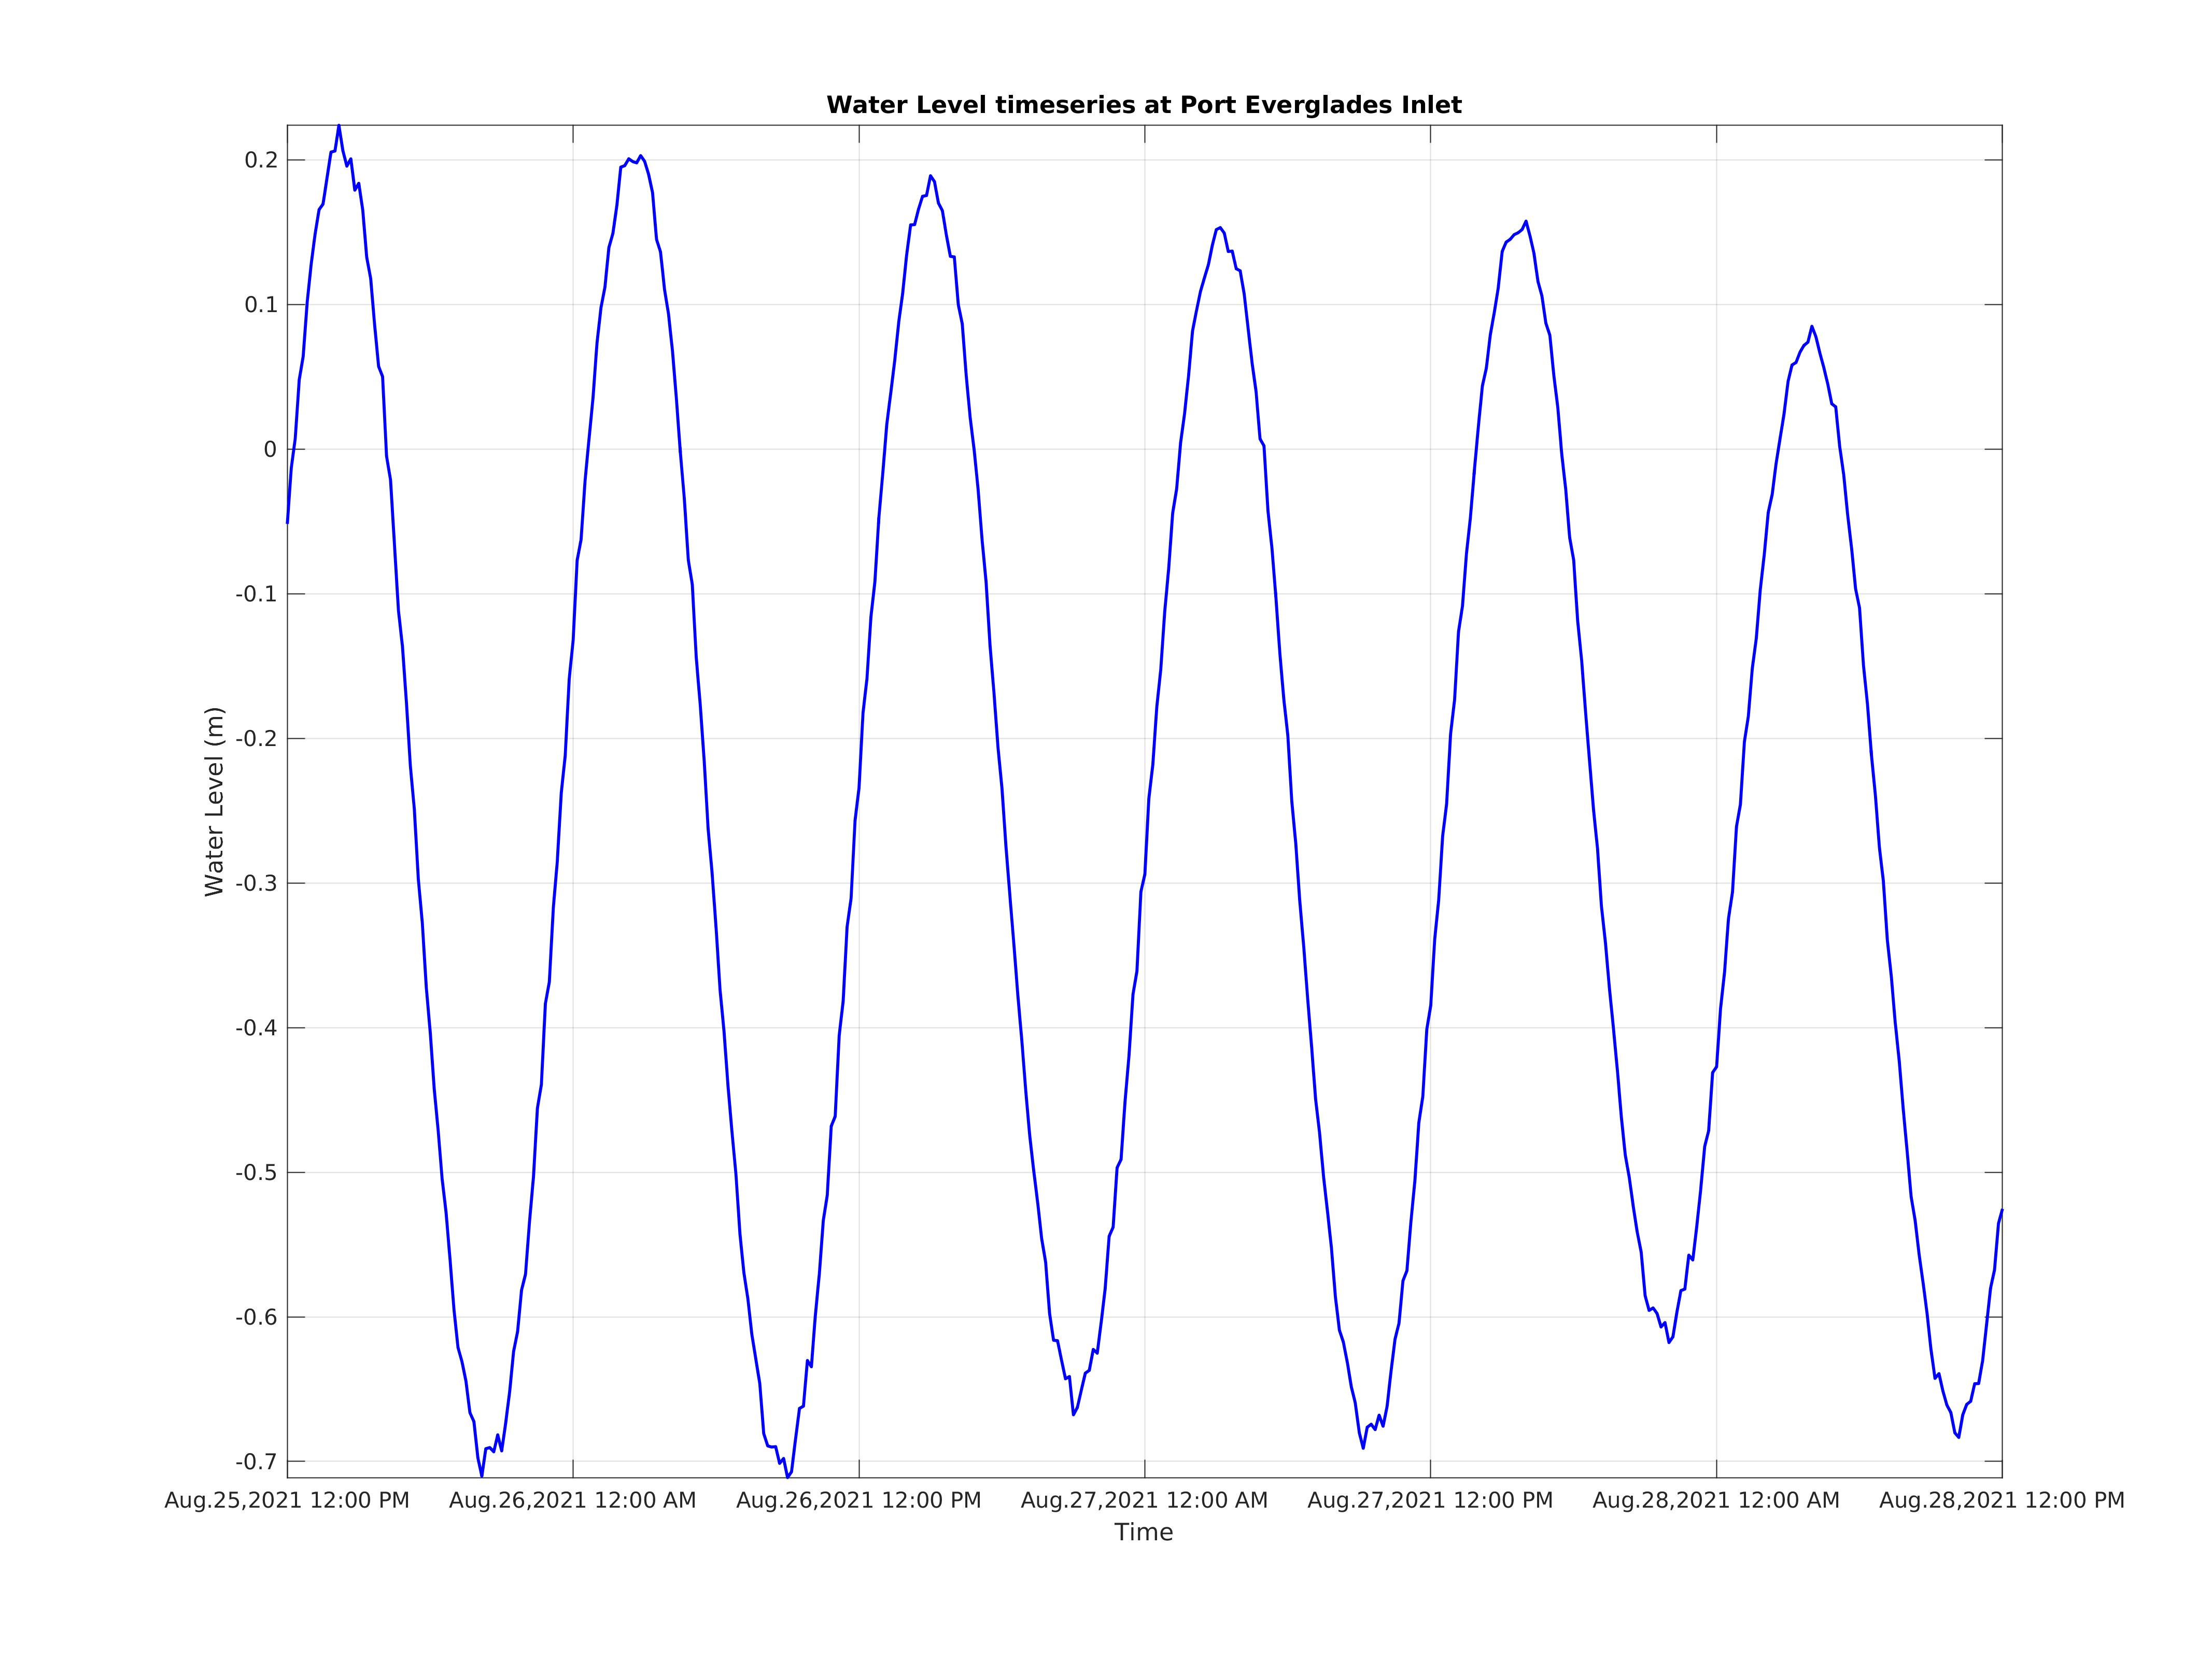 Water Level timeseries at Port Everglades Inlet
0.2
0.1
0
-0.1
-0.2
-0.3
-0.4
-0.5
-0.6
-0.7
Water Level (m)
Aug.25,2021 12:00 PM Aug.26,2021 12:00 AM Aug.26,2021 12:00 PM Aug.27,2021 12:00 AM Aug.27,2021 12:00 PM Aug.28,2021 12:00 AM Aug.28,2021 12:00 PM
Time